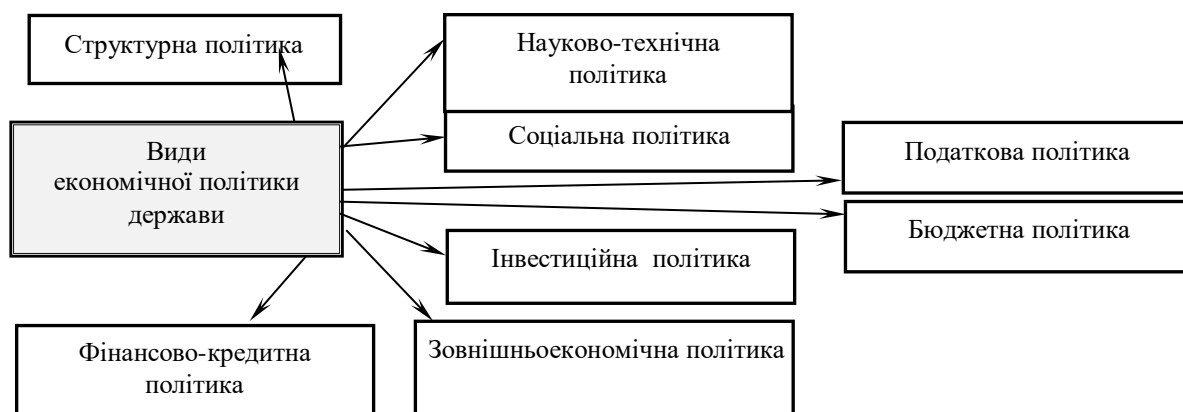 Структурна політика
Науково-технічна
політика
Соціальна політика
Види
економічної політики
держави
Податкова політика
Бюджетна політика
Інвестиційна політика
Фінансово-кредитна
політика
Зовнішньоекономічна політика